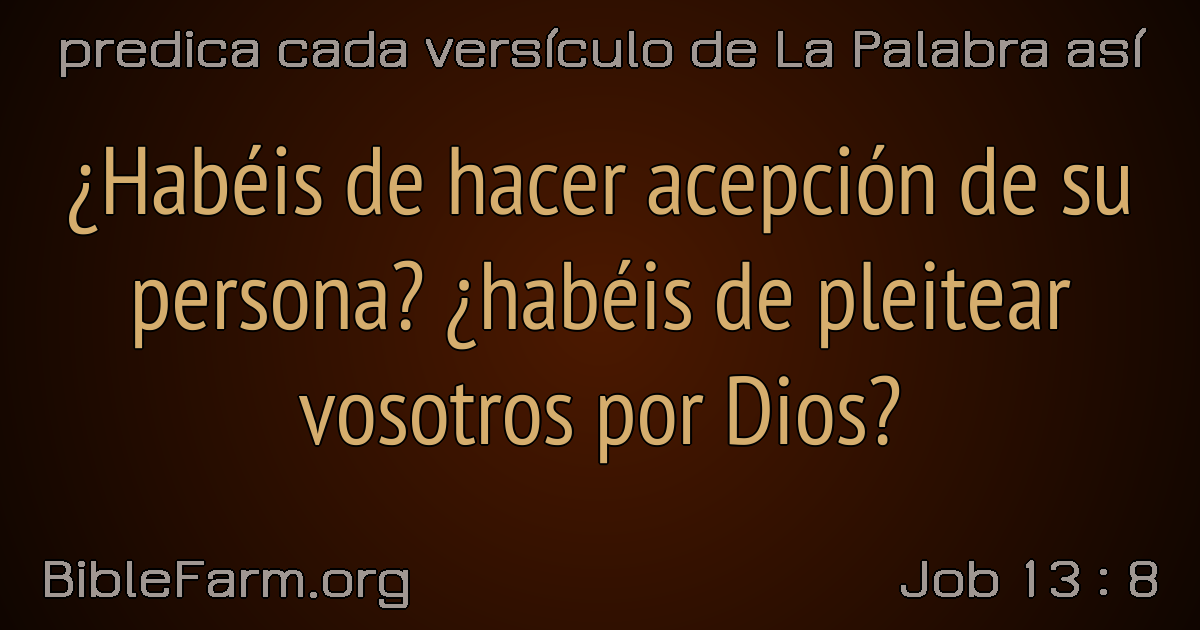 predica cada versículo de La Palabra así
¿Habéis de hacer acepción de su
persona? ¿habéis de pleitear
vosotros por Dios?
BibleFarm.org
Job 13 : 8